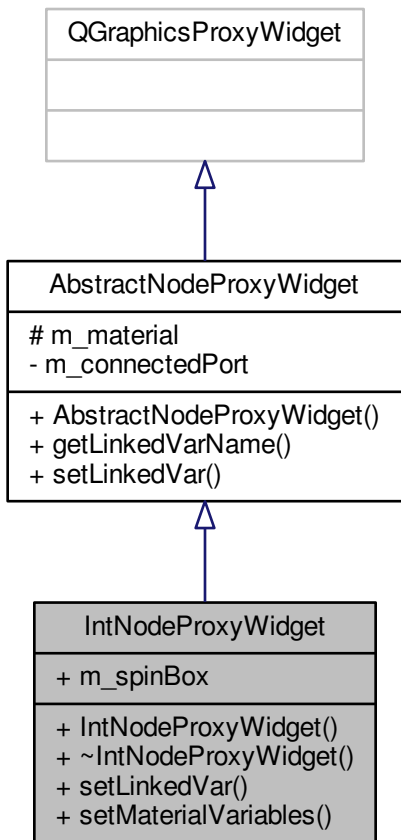 QGraphicsProxyWidget
AbstractNodeProxyWidget
# m_material
- m_connectedPort
+ AbstractNodeProxyWidget()
+ getLinkedVarName()
+ setLinkedVar()
IntNodeProxyWidget
+ m_spinBox
+ IntNodeProxyWidget()
+ ~IntNodeProxyWidget()
+ setLinkedVar()
+ setMaterialVariables()